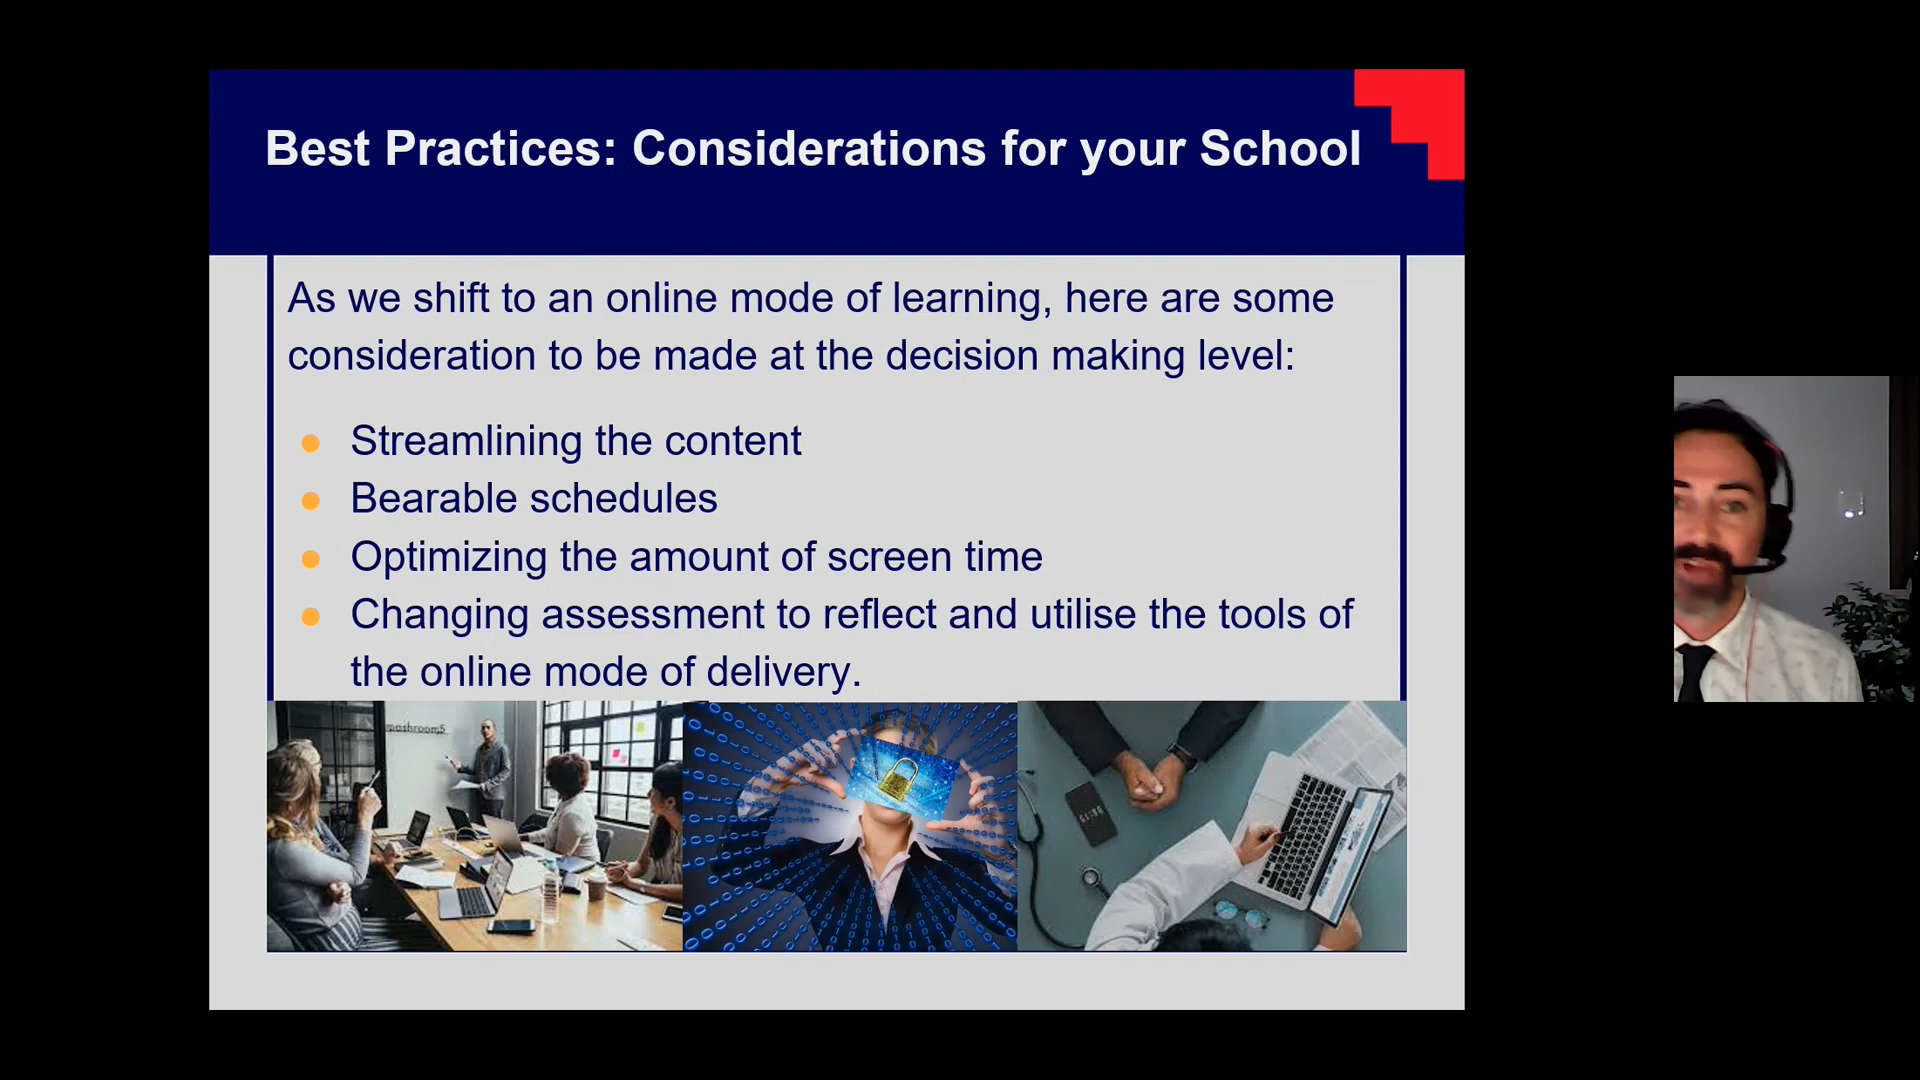 Best Practices: Considerations for your School
As we shift to an online mode of learning, here are some
consideration to be made at the decision making level:
Streamlining the content
Bearable schedules
Optimizing the amount of screen time
Changing assessment to reflect and utilise the tools of
the online mode of delivery.